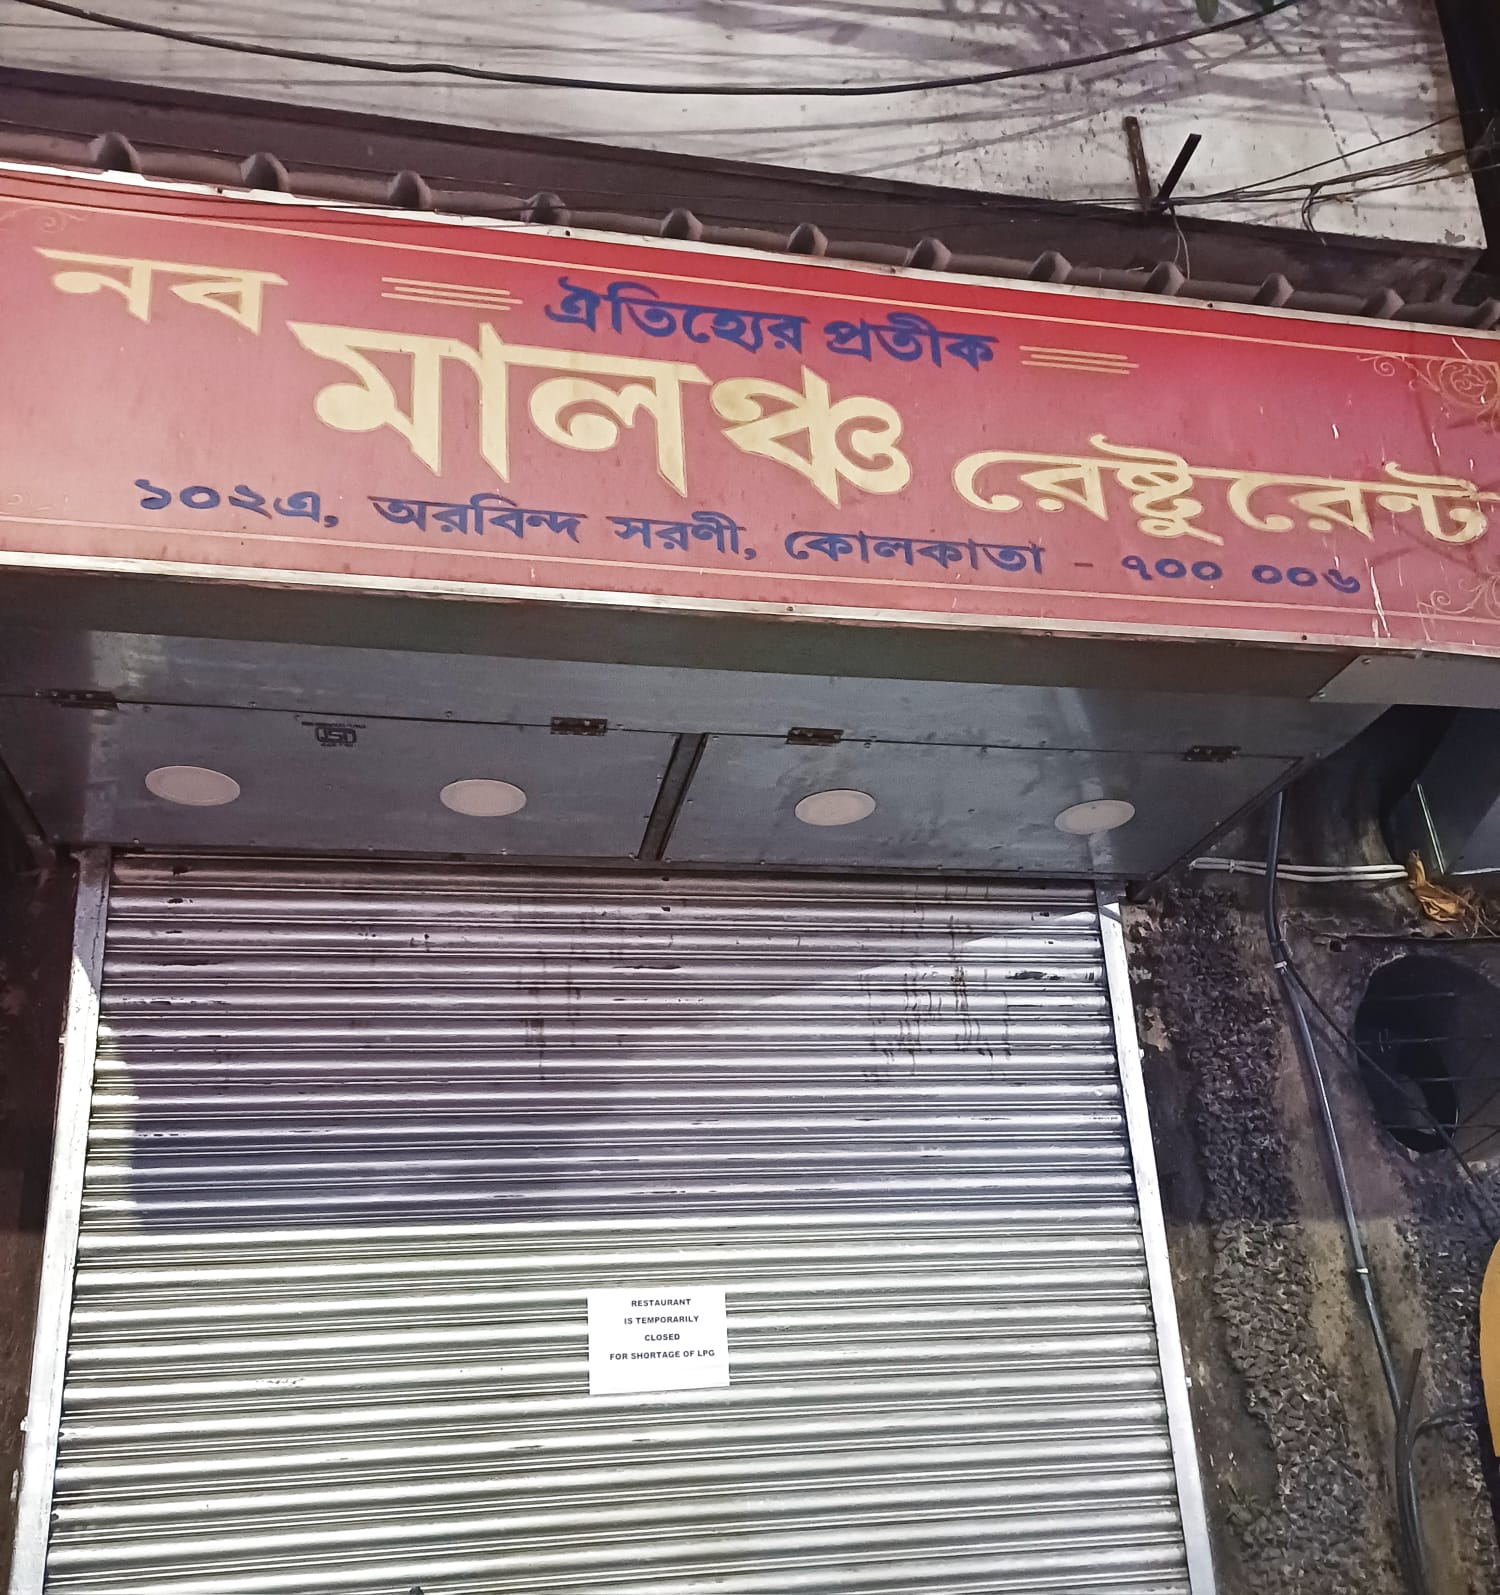 ঐতিহ্যের প্রতীক
নব মালঞ্চ রেষ্টুরেন্ট
১০২এ, অরবিন্দ সরণী, কোলকাতা - ৭০০ ০০৬
RESTAURANT
IS TEMPORARILY
CLOSED
FOR SHORTAGE OF LPG